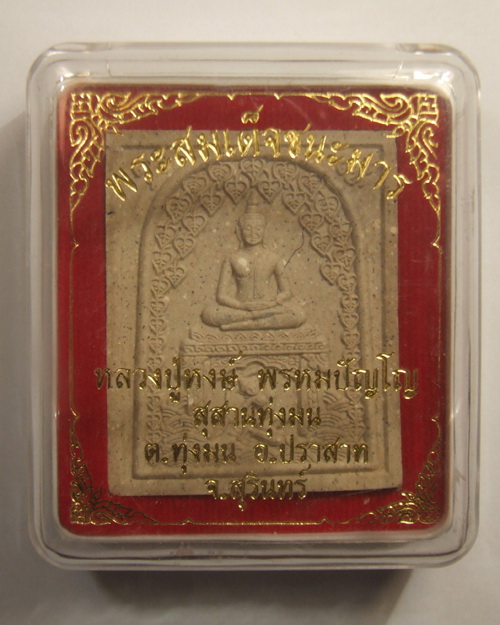 พระสมเด็จชนะมาร
หลวงปู่หงษ์ พรหมปัญโญ
สุสานทุ่งมน
ต.ทุ่งมน อ.ปราสาท
จ.สุรินทร์